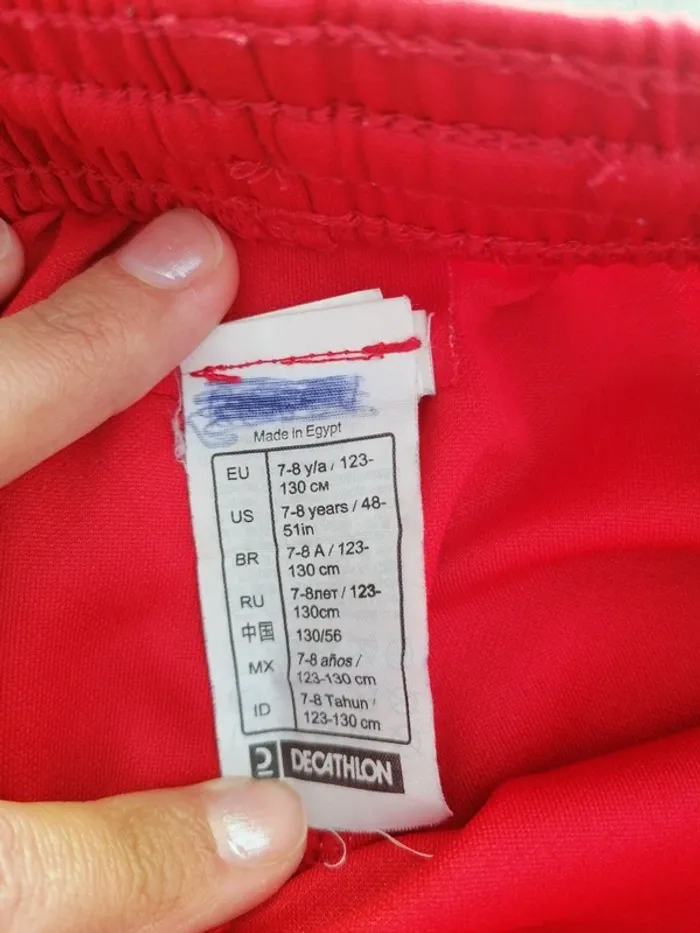 Made in Egypt
EU 7-8 y/a / 123-
130 CM
US 7-8 years / 48-
51in
BR 7-8 A / 123-
130 cm
RU 7-8лет / 123-
130cm
中国 130/56
MX 7-8 años /
123-130 cm
ID 7-8 Tahun /
123-130 cm
DECATHLON